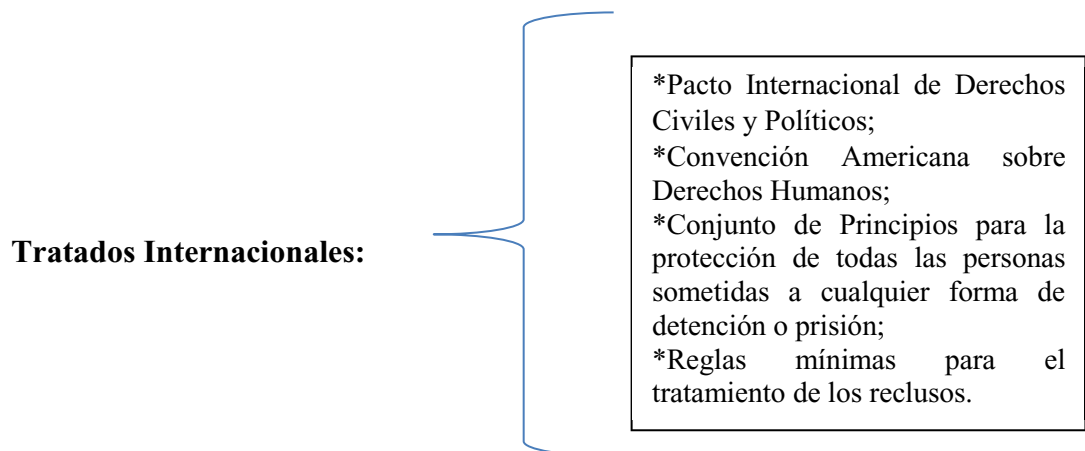 Tratados Internacionales:
*Pacto Internacional de Derechos
Civiles y Políticos;
*Convención Americana sobre
Derechos Humanos;
*Conjunto de Principios para la
protección de todas las personas
sometidas a cualquier forma de
detención o prisión;
*Reglas mínimas para el
tratamiento de los reclusos.